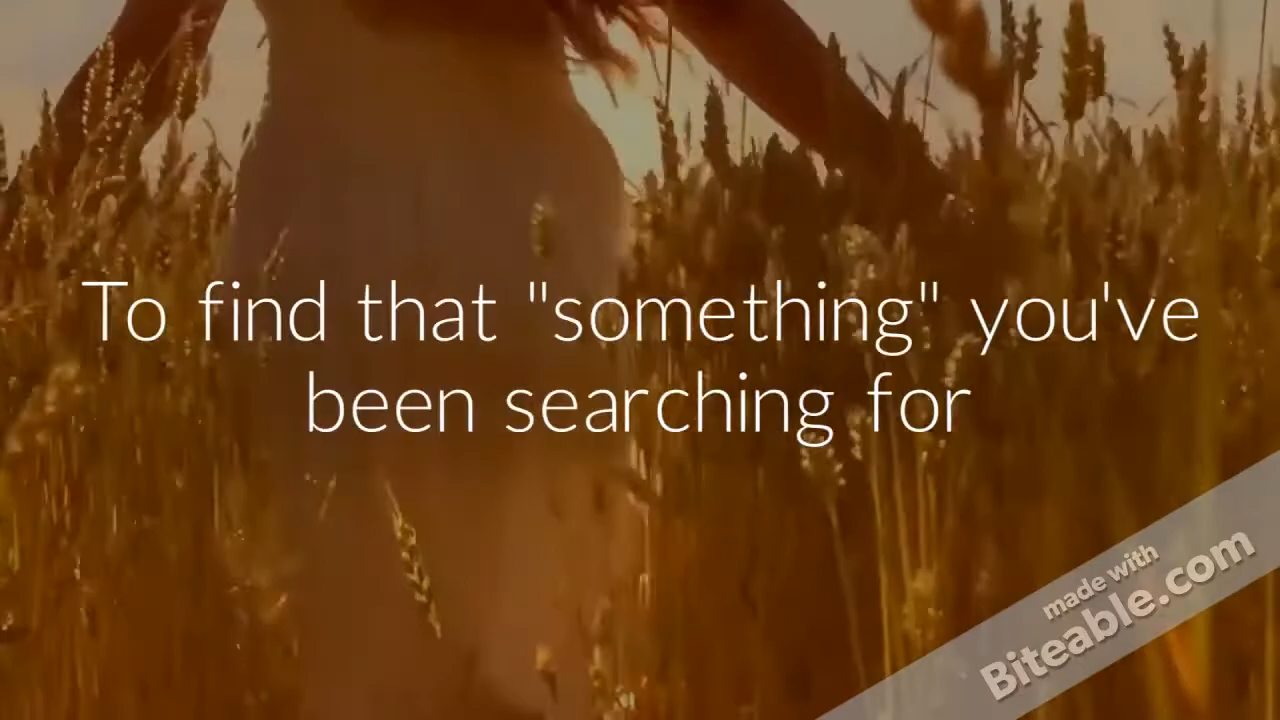 To find that "something" you've
been searching for
made with
Biteable.com